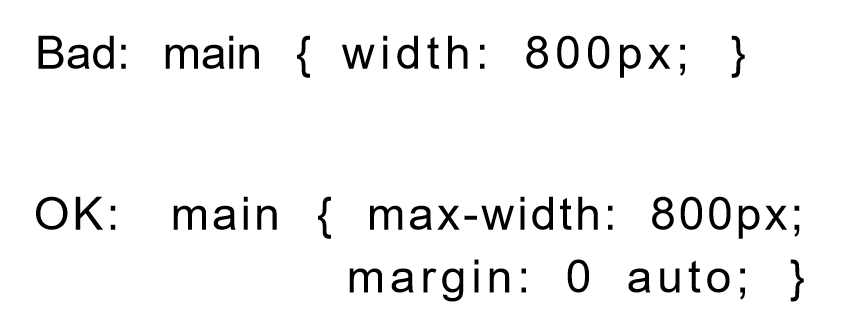 Bad: main { width: 800px; }
OK: main { max-width: 800px;
margin: 0 auto; }